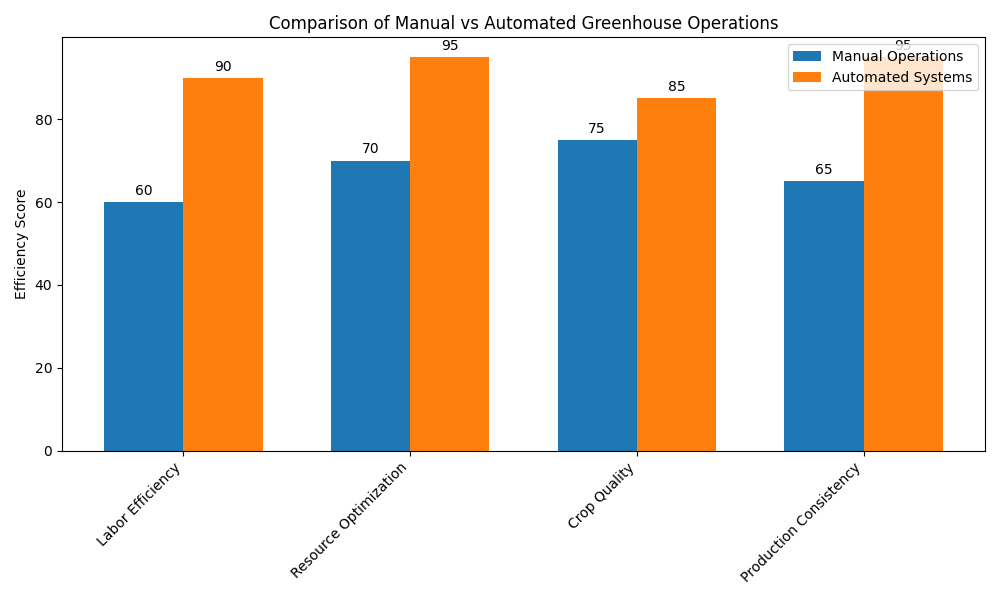 Comparison of Manual vs Automated Greenhouse Operations
Manual Operations
Automated Systems
Efficiency Score
80
60
40
20
0
60
90
70
95
75
85
65
95
Labor Efficiency
Resource Optimization
Crop Quality
Production Consistency